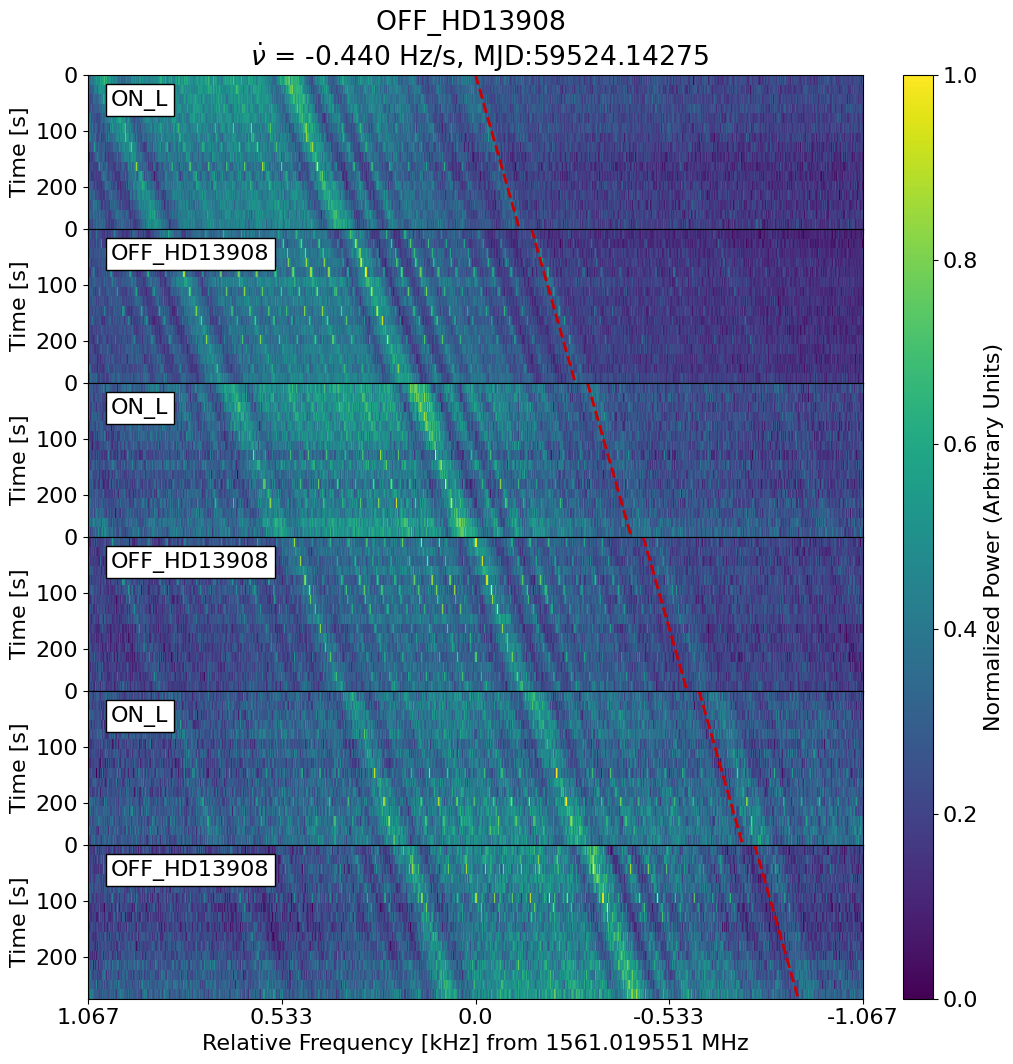 OFF_HD13908
ν̇ = -0.440 Hz/s, MJD:59524.14275
ON_L
OFF_HD13908
ON_L
OFF_HD13908
ON_L
OFF_HD13908
Time [s]
0
100
200
Time [s]
0
100
200
Time [s]
0
100
200
Time [s]
0
100
200
Time [s]
0
100
200
Time [s]
0
100
200
1.067 0.533 0.0 -0.533 -1.067
Relative Frequency [kHz] from 1561.019551 MHz
1.0
0.8
0.6
0.4
0.2
0.0
Normalized Power (Arbitrary Units)